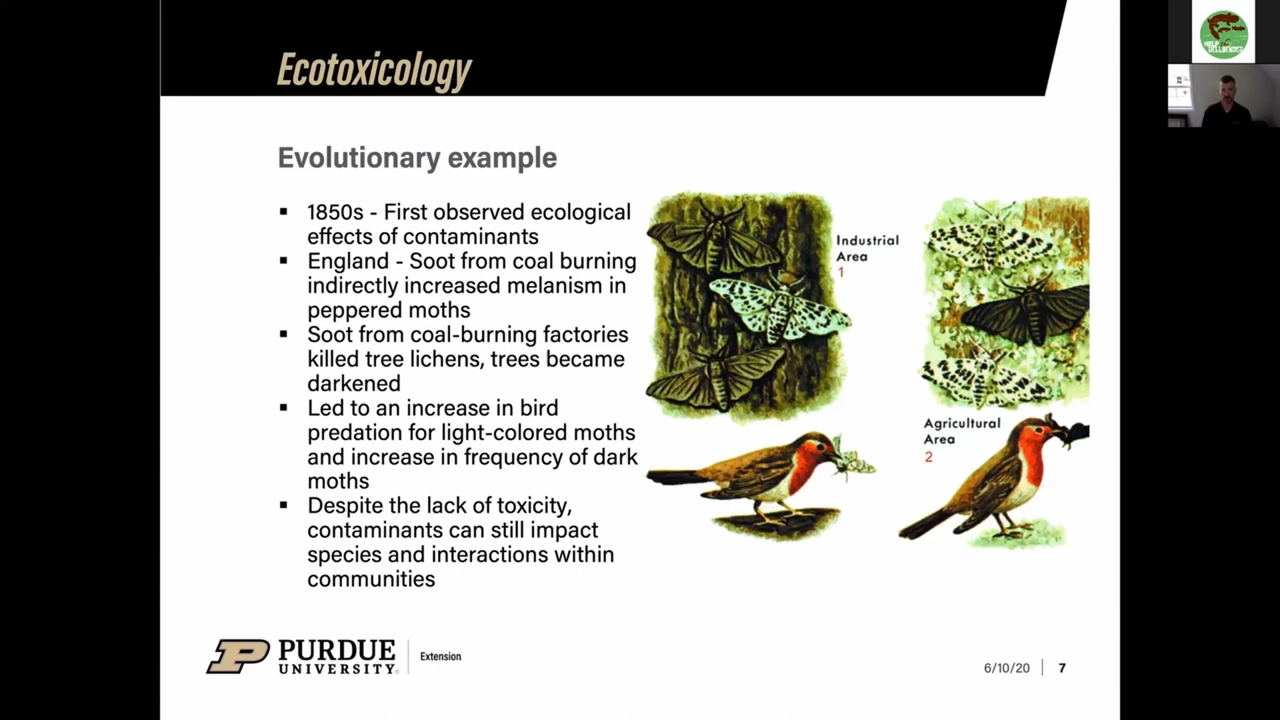 Ecotoxicology
Evolutionary example
▪ 1850s - First observed ecological
effects of contaminants
▪ England - Soot from coal burning
indirectly increased melanism in
peppered moths
▪ Soot from coal-burning factories
killed tree lichens, trees became
darkened
▪ Led to an increase in bird
predation for light-colored moths
and increase in frequency of dark
moths
▪ Despite the lack of toxicity,
contaminants can still impact
species and interactions within
communities
Industrial
Area
1
Agricultural
Area
2
PURDUE
UNIVERSITY®
Extension
6/10/20 | 7
HELP
HELLBENDER